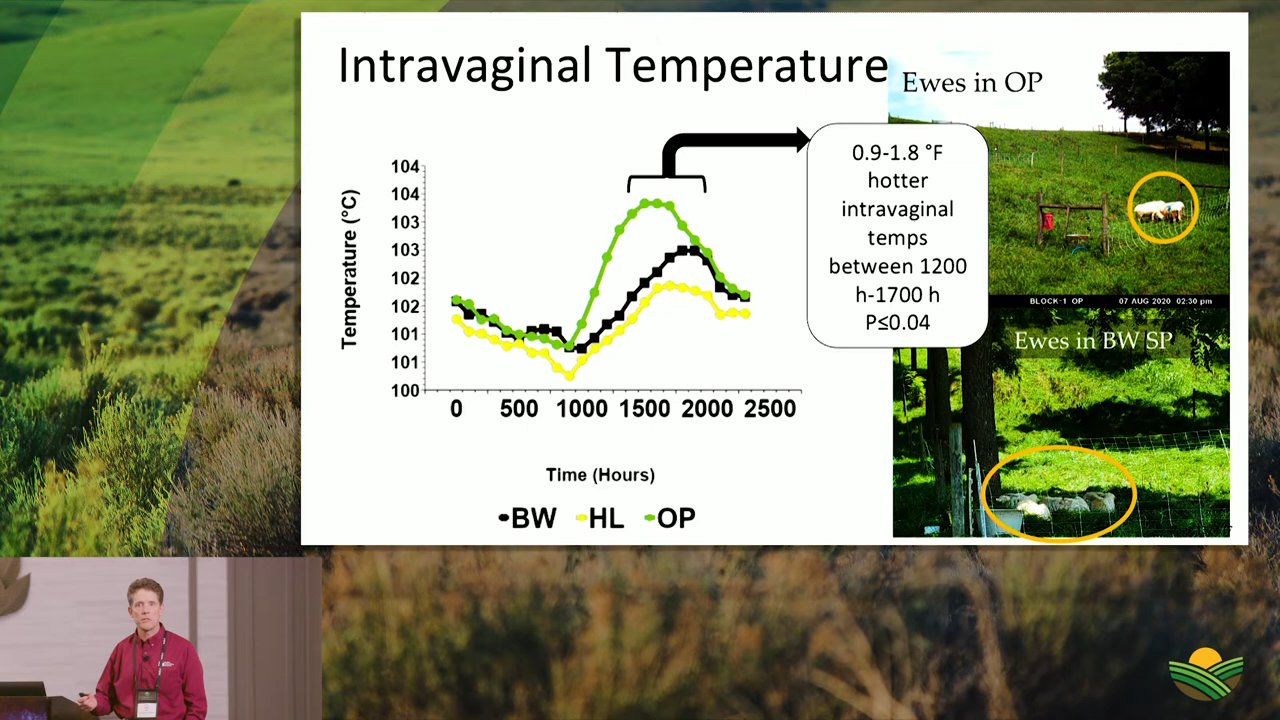 Intravaginal Temperature
Ewes in OP
0.9-1.8 °F
hotter
intravaginal
temps
between 1200
h-1700 h
P≤0.04
104
104
103
103
102
102
101
101
100
Temperature (°C)
0 500 1000 1500 2000 2500
Time (Hours)
BW HL OP
BLOCK-1 OP 07 AUG 2020 02:30 pm
Ewes in BW SP